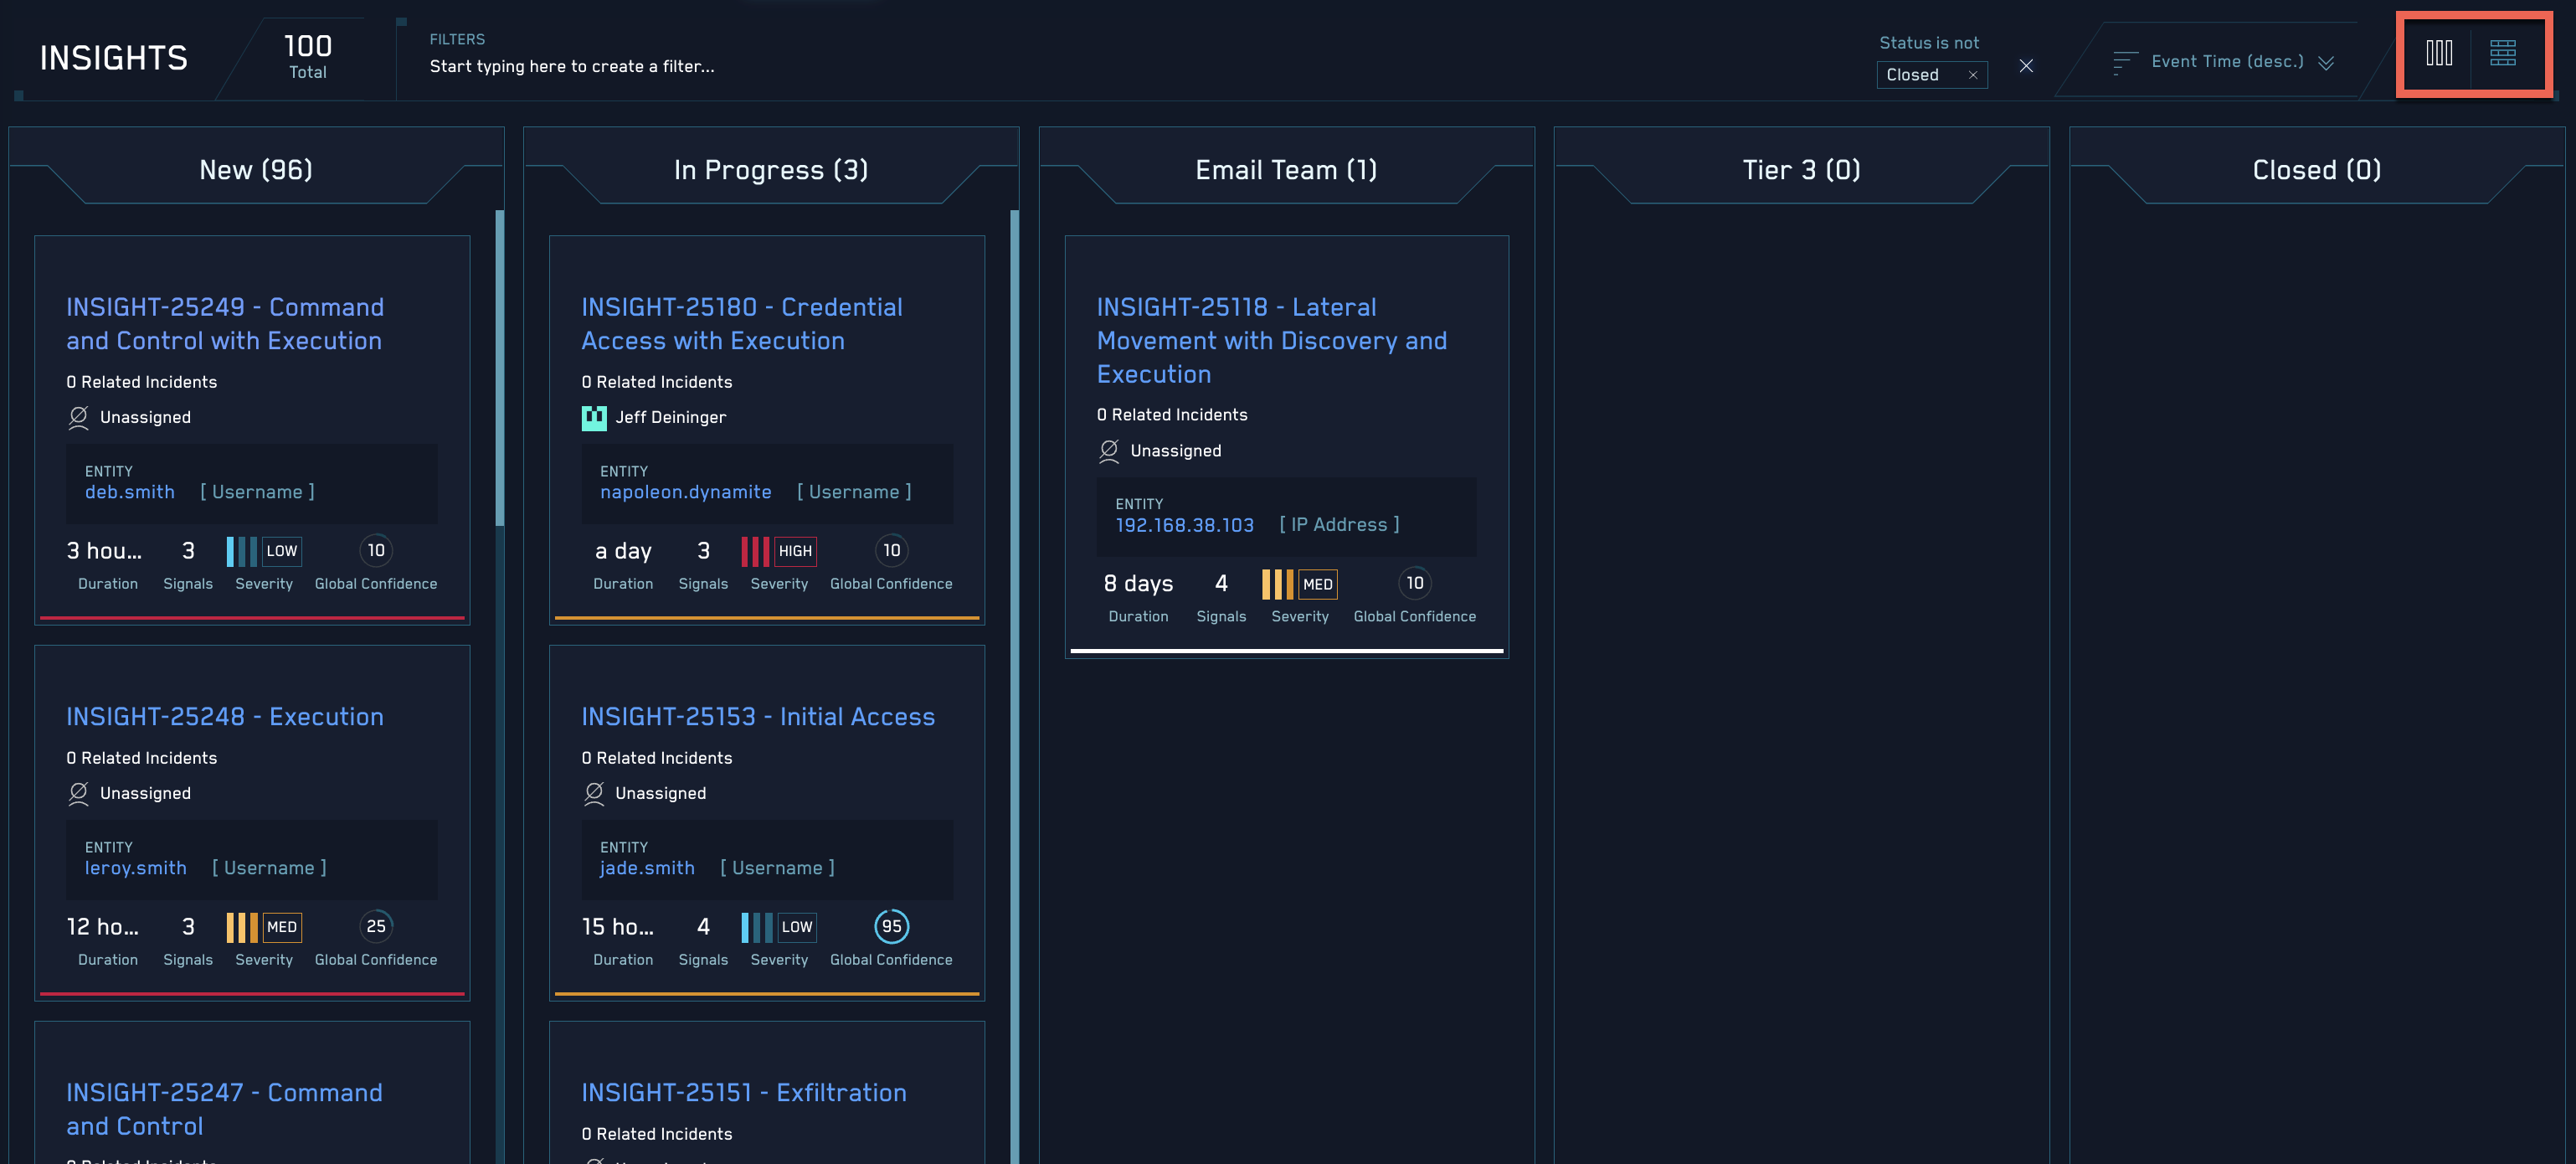 INSIGHTS
100
Total
FILTERS
Start typing here to create a filter...
Status is not
Closed
Event Time (desc.)
New (96)
INSIGHT-25249 - Command
and Control with Execution
0 Related Incidents
Unassigned
ENTITY
deb.smith [ Username ]
3 hou... 3 LOW 10
Duration Signals Severity Global Confidence
INSIGHT-25248 - Execution
0 Related Incidents
Unassigned
ENTITY
leroy.smith [ Username ]
12 ho... 3 MED 25
Duration Signals Severity Global Confidence
INSIGHT-25247 - Command
and Control
In Progress (3)
INSIGHT-25180 - Credential
Access with Execution
0 Related Incidents
Jeff Deininger
ENTITY
napoleon.dynamite [ Username ]
a day 3 HIGH 10
Duration Signals Severity Global Confidence
INSIGHT-25153 - Initial Access
0 Related Incidents
Unassigned
ENTITY
jade.smith [ Username ]
15 ho... 4 LOW 95
Duration Signals Severity Global Confidence
INSIGHT-25151 - Exfiltration
0 Related Incidents
Email Team (1)
INSIGHT-25118 - Lateral
Movement with Discovery and
Execution
0 Related Incidents
Unassigned
ENTITY
192.168.38.103 [ IP Address ]
8 days 4 MED 10
Duration Signals Severity Global Confidence
Tier 3 (0)
Closed (0)